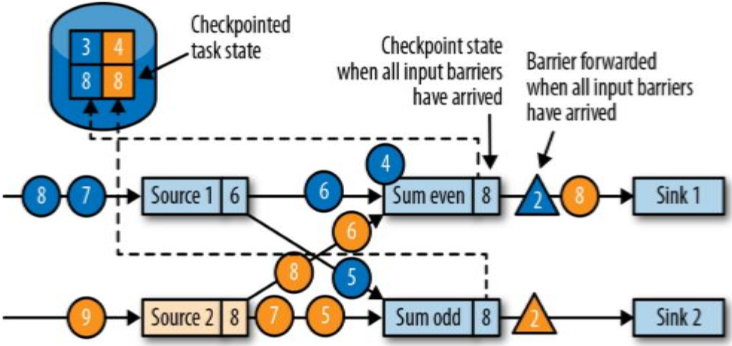 Checkpointed
task state
3 4
8 8
Checkpoint state
when all input barriers
have arrived
Barrier forwarded
when all input barriers
have arrived
4
8 7 Source 1 6 6 Sum even 8 2 8 Sink 1
6
8 5
9 Source 2 8 7 5 Sum odd 8 2 Sink 2